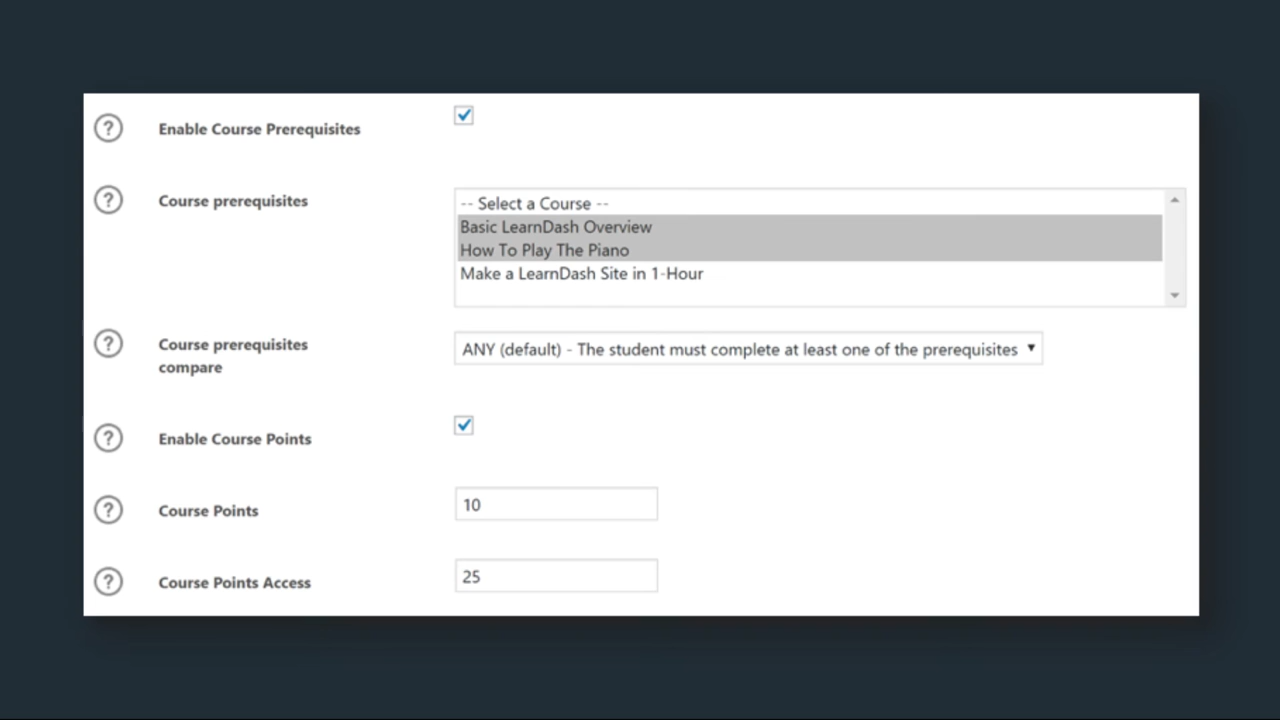 Enable Course Prerequisites
Course prerequisites
-- Select a Course --
Basic LearnDash Overview
How To Play The Piano
Make a LearnDash Site in 1-Hour
Course prerequisites
compare
ANY (default) - The student must complete at least one of the prerequisites
Enable Course Points
Course Points
10
Course Points Access
25